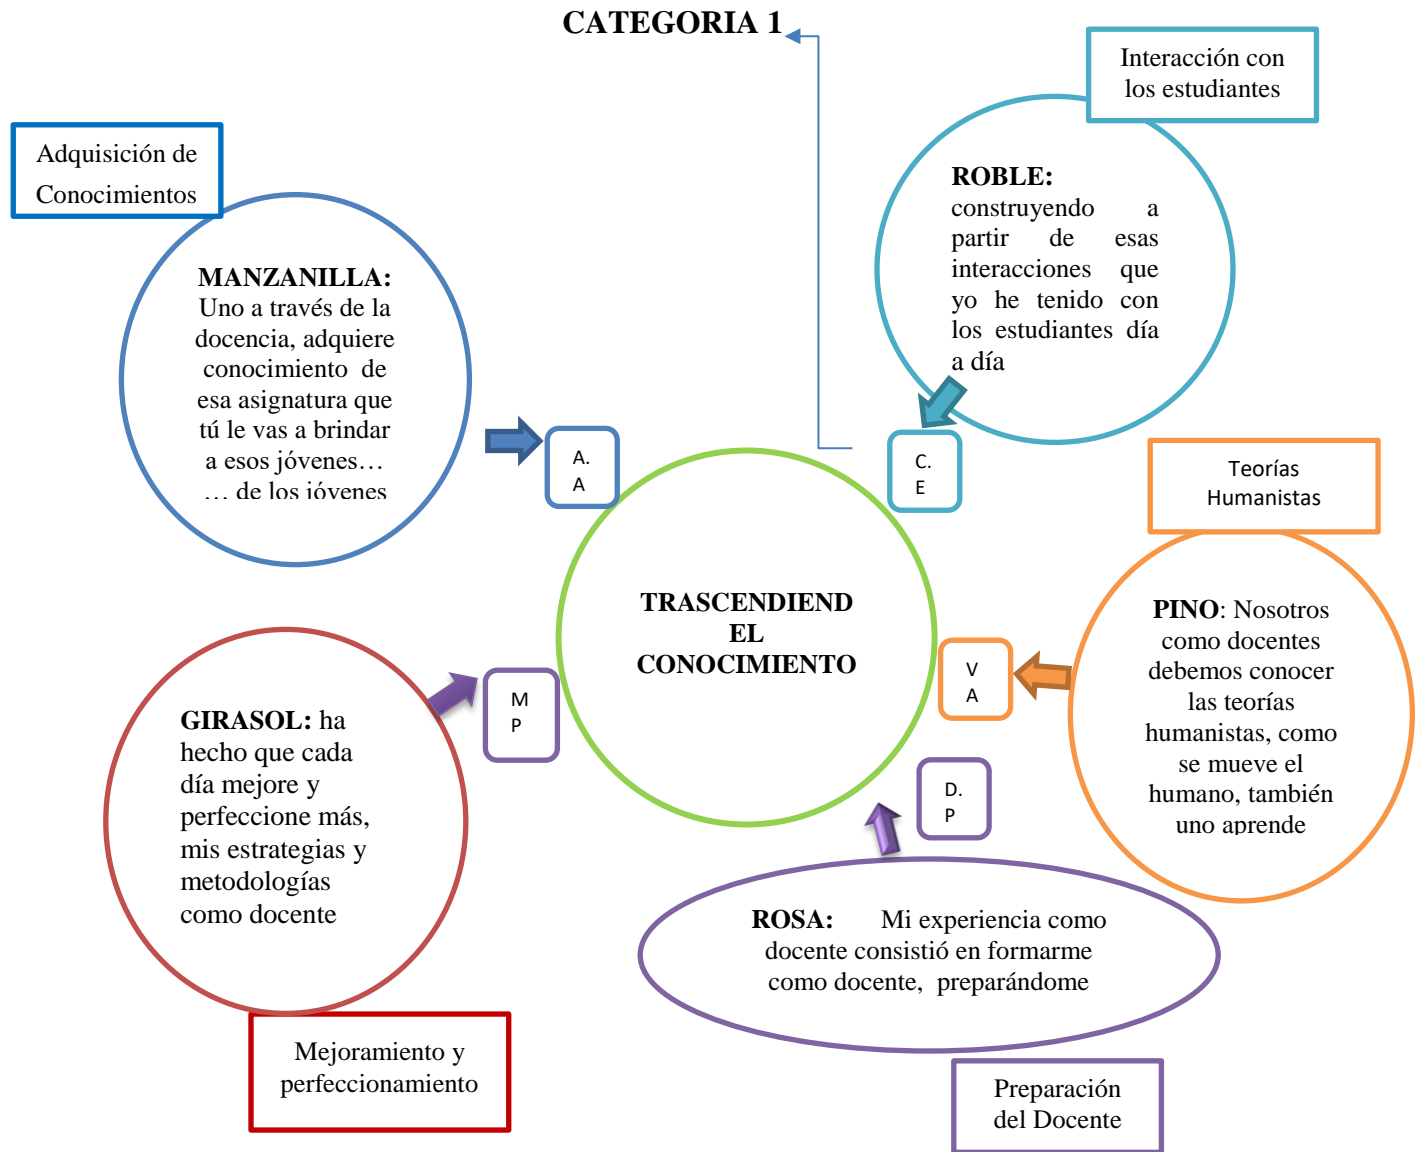 CATEGORIA 1
Interacción con
los estudiantes
Adquisición de
Conocimientos
ROBLE:
construyendo a
partir de esas
interacciones que
yo he tenido con
los estudiantes día
a día
MANZANILLA:
Uno a través de la
docencia, adquiere
conocimiento de
esa asignatura que
tú le vas a brindar
a esos jóvenes…
… de los jóvenes
A.
A
C.
E
Teorías
Humanistas
TRASCENDIEND
EL
CONOCIMIENTO
PINO: Nosotros
como docentes
debemos conocer
las teorías
humanistas, como
se mueve el
humano, también
uno aprende
V
A
M
P
GIRASOL: ha
hecho que cada
día mejore y
perfeccione más,
mis estrategias y
metodologías
como docente
D.
P
ROSA: Mi experiencia como
docente consistió en formarme
como docente, preparándome
Mejoramiento y
perfeccionamiento
Preparación
del Docente